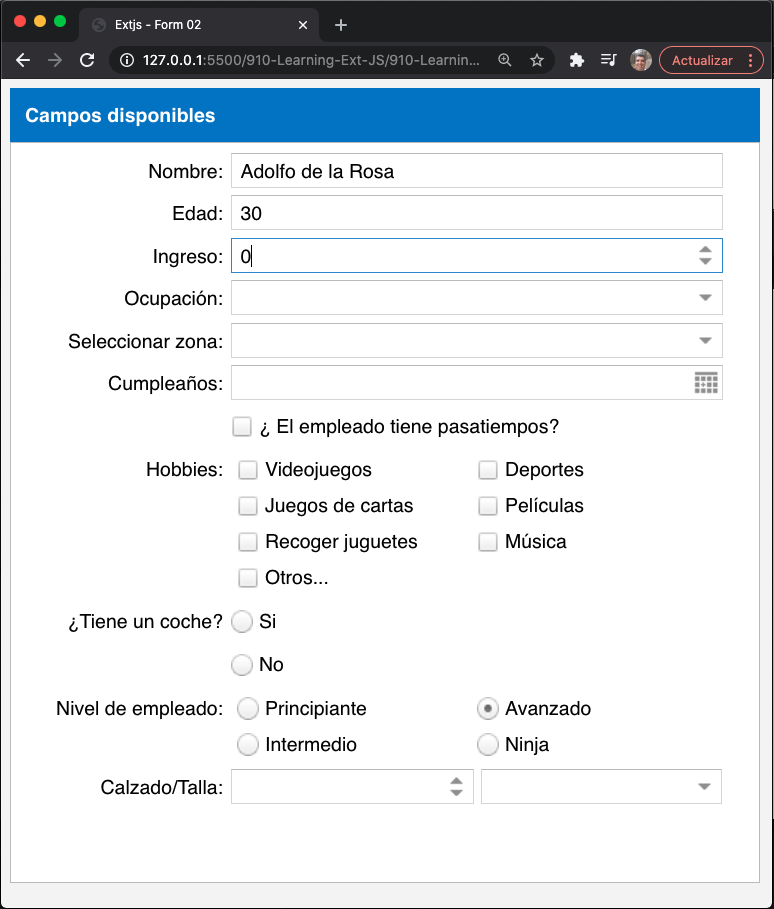 Extjs - Form 02
127.0.0.1:5500/910-Learning-Ext-JS/910-Learnin... Actualizar
Campos disponibles
Nombre: Adolfo de la Rosa
Edad: 30
Ingreso: 0
Ocupación:
Seleccionar zona:
Cumpleaños:
¿ El empleado tiene pasatiempos?
Hobbies: Videojuegos Deportes
Juegos de cartas Películas
Recoger juguetes Música
Otros...
¿Tiene un coche? Si
No
Nivel de empleado: Principiante Avanzado
Intermedio Ninja
Calzado/Talla: